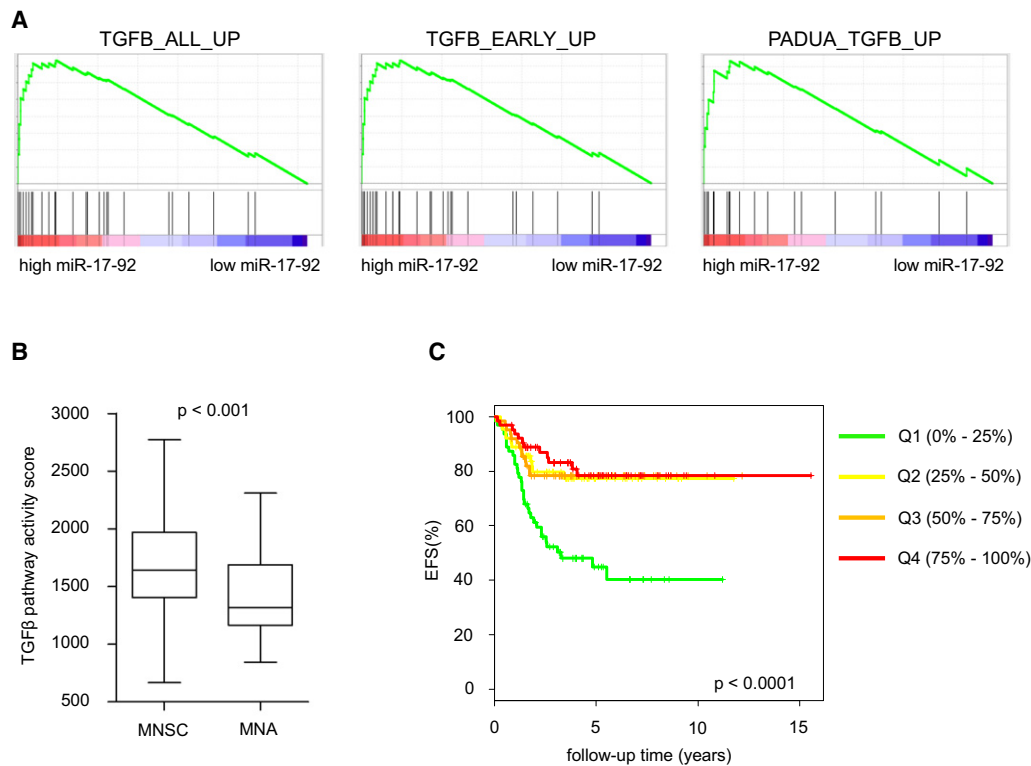 A
TGFB_ALL_UP
TGFB_EARLY_UP
PADUA_TGFB_UP
high miR-17-92
low miR-17-92
high miR-17-92
low miR-17-92
high miR-17-92
low miR-17-92
B
TGFβ pathway activity score
3000
2500
2000
1500
1000
500
p < 0.001
MNSC
MNA
C
EFS(%)
100
80
60
40
20
0
p < 0.0001
0
5
10
15
follow-up time (years)
Q1 (0% - 25%)
Q2 (25% - 50%)
Q3 (50% - 75%)
Q4 (75% - 100%)